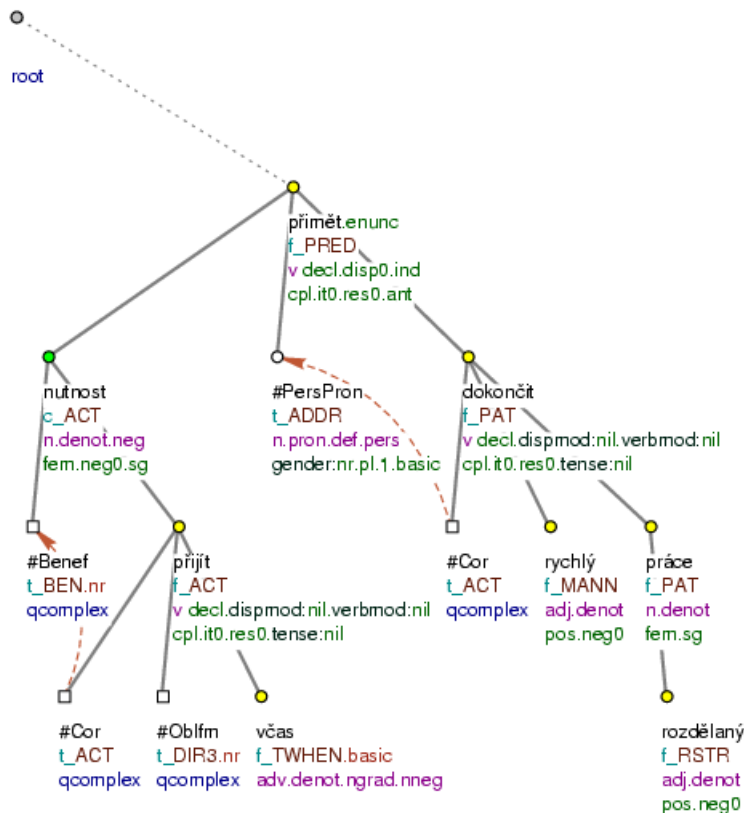 root
přimět.enunc
f_PRED
v decl.disp0.ind
cpl.it0.res0.ant
nutnost
c_ACT
n.denot.neg
fem.neg0.sg
#PersPron
t_ADDR
n.pron.def.pers
gender:nr.pl.1.basic
dokončit
f_PAT
v decl.dispmod:nil.verbmod:nil
cpl.it0.res0.tense:nil
#Benef
t_BEN.nr
qcomplex
přijít
f_ACT
v decl.dispmod:nil.verbmod:nil
cpl.it0.res0.tense:nil
#Cor
t_ACT
qcomplex
rychlý
f_MANN
adj.denot
pos.neg0
práce
f_PAT
n.denot
fem.sg
#Cor
t_ACT
qcomplex
#Oblfm
t_DIR3.nr
qcomplex
včas
f_TWHEN.basic
adv.denot.ngrad.nneg
rozdělaný
f_RSTR
adj.denot
pos.neg0